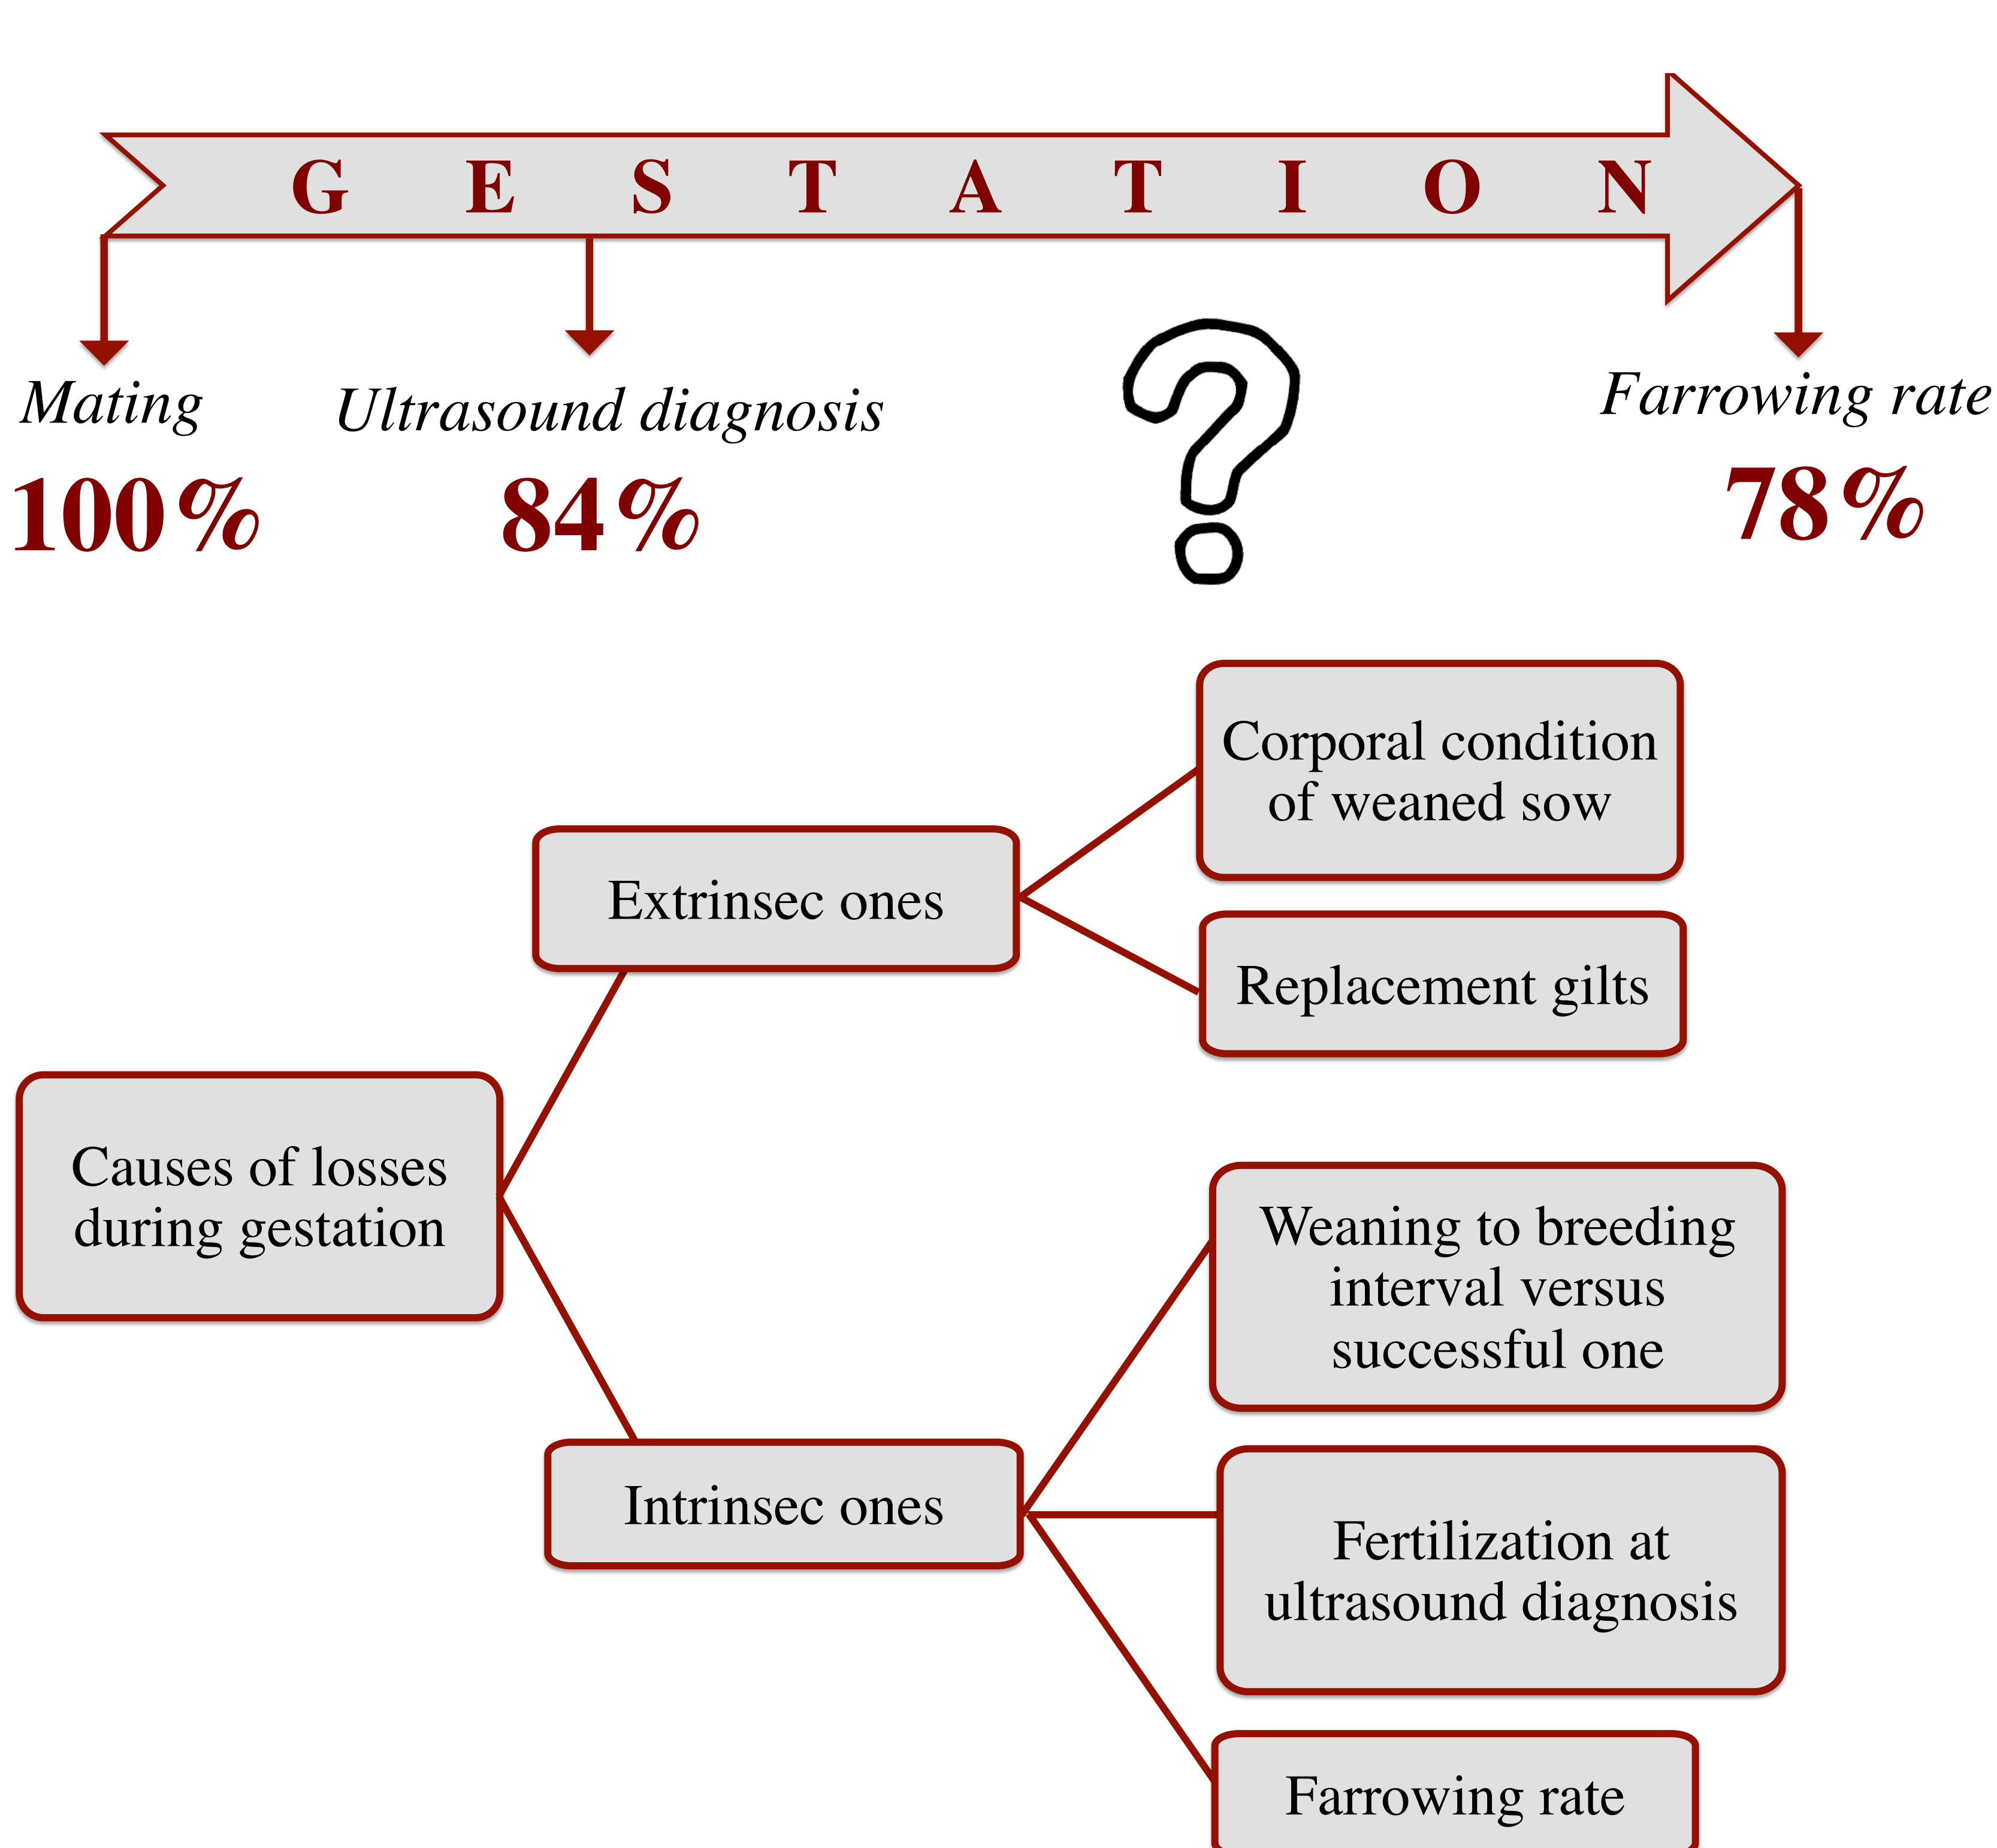 G E S T A T I O N
Mating
Ultrasound diagnosis
Farrowing rate
100%
84%
?
78%
Corporal condition
of weaned sow
Extrinsec ones
Replacement gilts
Causes of losses
during gestation
Weaning to breeding
interval versus
successful one
Intrinsec ones
Fertilization at
ultrasound diagnosis
Farrowing rate